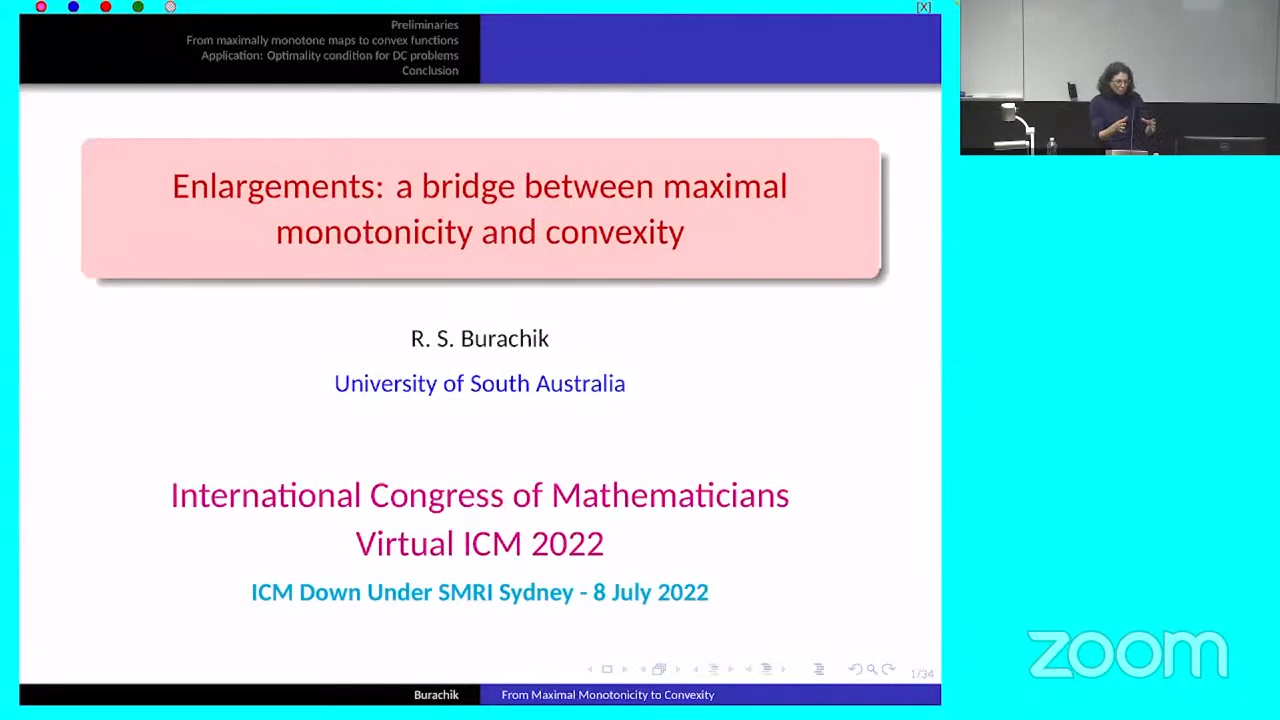 [X]
Preliminaries
From maximally monotone maps to convex functions
Application: Optimality condition for DC problems
Conclusion
Enlargements: a bridge between maximal
monotonicity and convexity
R. S. Burachik
University of South Australia
International Congress of Mathematicians
Virtual ICM 2022
ICM Down Under SMRI Sydney - 8 July 2022
1/34
Burachik
From Maximal Monotonicity to Convexity
zoom